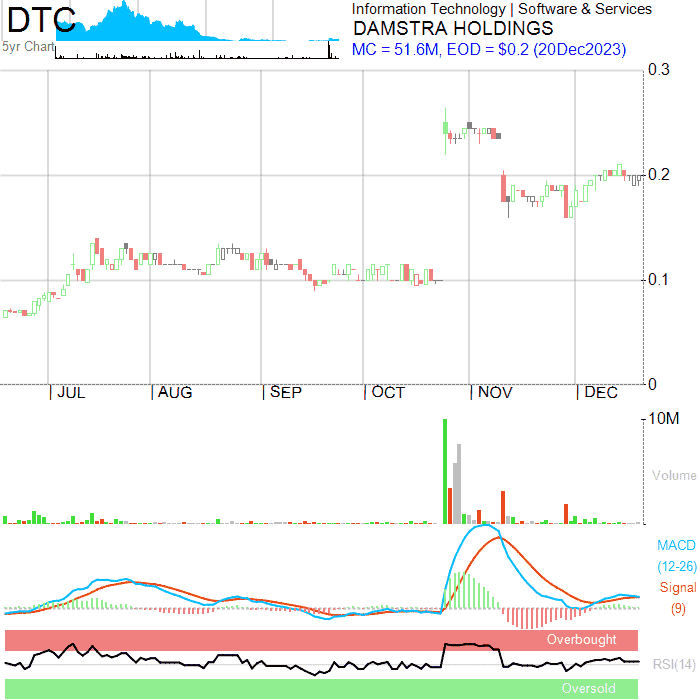 DTC
5yr Chart
Information Technology | Software & Services
DAMSTRA HOLDINGS
MC = 51.6M, EOD = $0.2 (20Dec2023)
0.3
0.2
0.1
0
JUL AUG SEP OCT NOV DEC
10M
Volume
MACD
(12-26)
Signal
(9)
Overbought
RSI(14)
Oversold